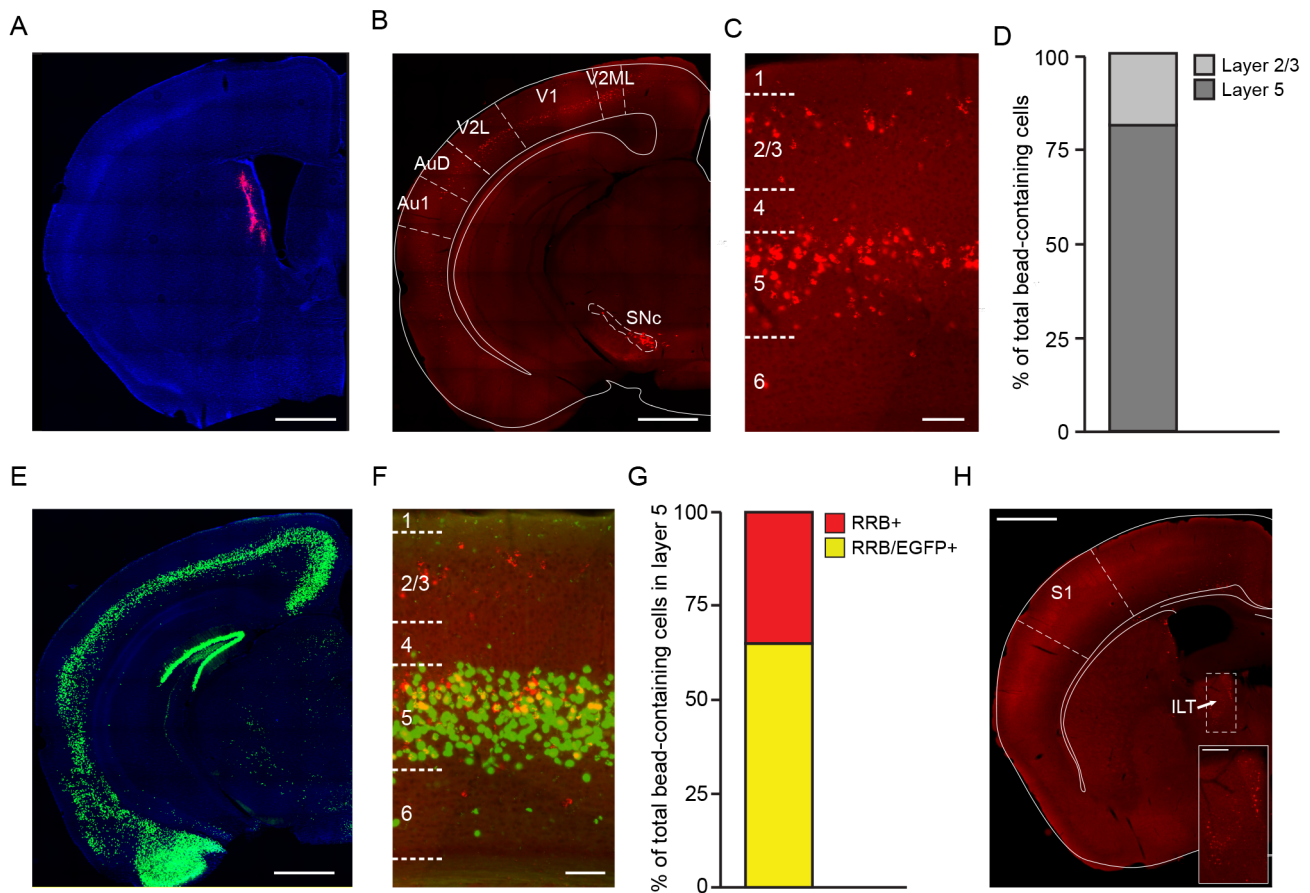 A
B
C
D
V2ML
V1
V2L
AuD
Au1
SNc
1
2/3
4
5
6
% of total bead-containing cells
100
75
50
25
0
Layer 2/3
Layer 5
E
F
G
H
1
2/3
4
5
6
% of total bead-containing cells in layer 5
100
75
50
25
0
RRB+
RRB/EGFP+
S1
ILT